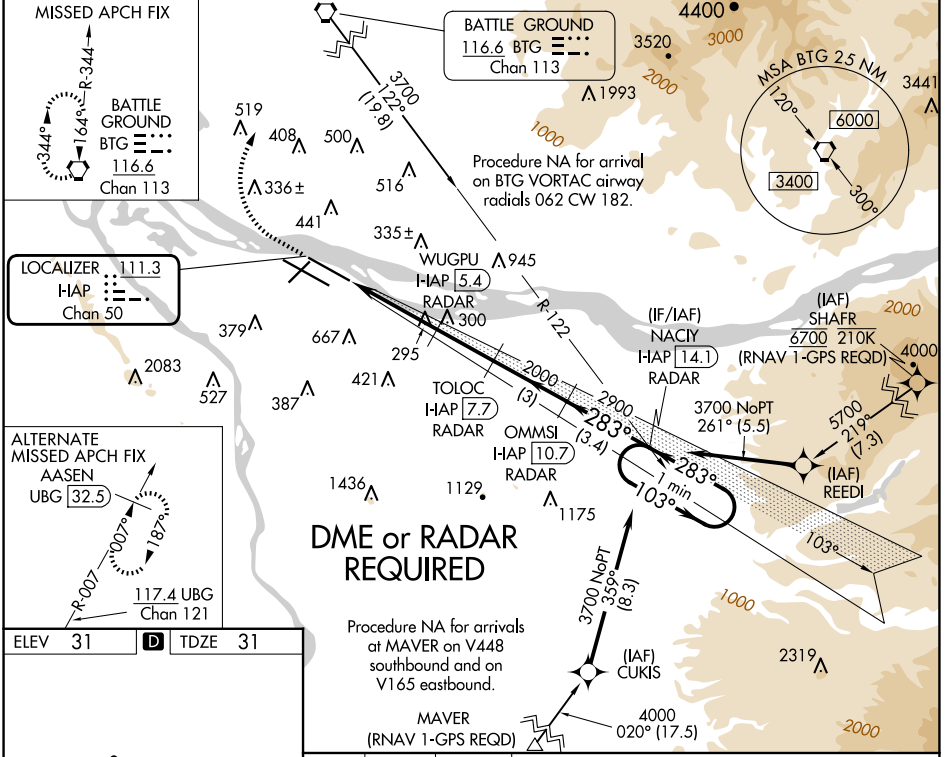 MISSED APCH FIX
R-344
344°
164°
BATTLE
GROUND
BTG
116.6
Chan 113
BATTLE GROUND
116.6 BTG
Chan 113
3700
122°
(19.8)
4400
3000
3520
2000
1993
1000
3441
MSA BTG 25 NM
120°
6000
3400
300°
519
408
500
336±
516
441
335±
Procedure NA for arrival
on BTG VORTAC airway
radials 062 CW 182.
LOCALIZER 111.3
I-IAP
Chan 50
WUGPU
I-IAP 5.4
RADAR
945
R-122
300
295
379
667
2083
527
387
421
TOLOC
I-IAP 7.7
RADAR
2000
(3)
2900
(3.4)
283°
OMMSI
I-IAP 10.7
RADAR
(IF/IAF)
NACIY
I-IAP 14.1
RADAR
(IAF)
SHAFR
6700 210K
(RNAV 1-GPS REQD)
2000
4000
3700 NoPT
261° (5.5)
5700
219°
(7.3)
(IAF)
REEDI
283°
1 min
103°
103°
ALTERNATE
MISSED APCH FIX
AASEN
UBG 32.5
007°
187°
R-007
117.4 UBG
Chan 121
1436
1129
1175
DME or RADAR
REQUIRED
3700 NoPT
359°
(8.3)
1000
Procedure NA for arrivals
at MAVER on V448
southbound and on
V165 eastbound.
(IAF)
CUKIS
2319
2000
MAVER
(RNAV 1-GPS REQD)
4000
020° (17.5)
ELEV 31
D
TDZE 31